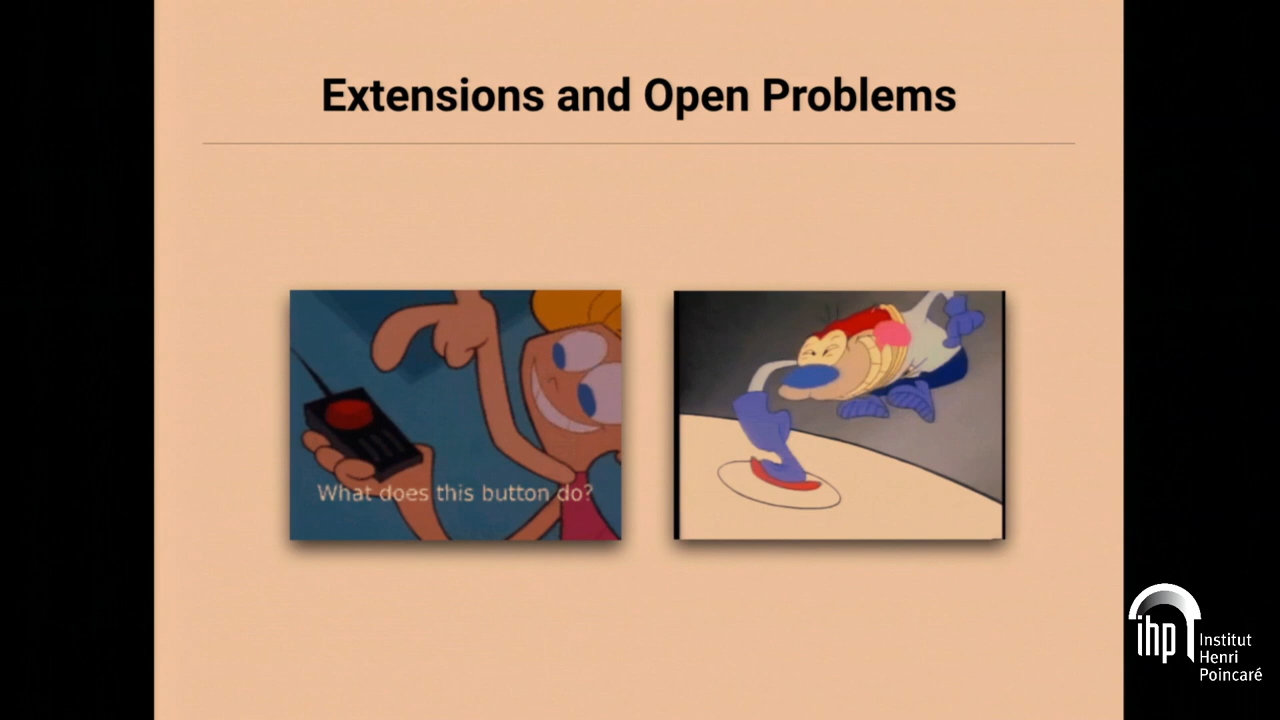 Extensions and Open Problems
What does this button do?
ihp
Institut
Henri
Poincaré